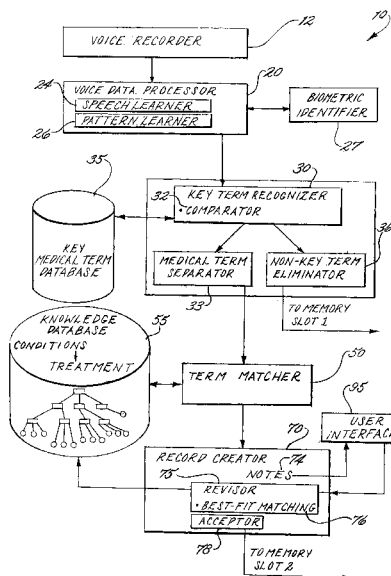 10
VOICE RECORDER
12
20
VOICE DATA PROCESSOR
24
SPEECH LEARNER
26
PATTERN LEARNER
BIOMETRIC
IDENTIFIER
27
35
30
KEY TERM RECOGNIZER
32
• COMPARATOR
36
KEY
MEDICAL TERM
DATABASE
MEDICAL TERM
SEPARATOR
33
NON-KEY TERM
ELIMINATOR
TO MEMORY
SLOT 1
KNOWLEDGE
DATABASE
55
CONDITIONS
TREATMENT
TERM MATCHER
50
95
USER
INTERFACE
70
RECORD CREATOR
74
NOTES
75
REVISOR
• BEST-FIT MATCHING
76
ACCEPTOR
78
TO MEMORY
SLOT 2